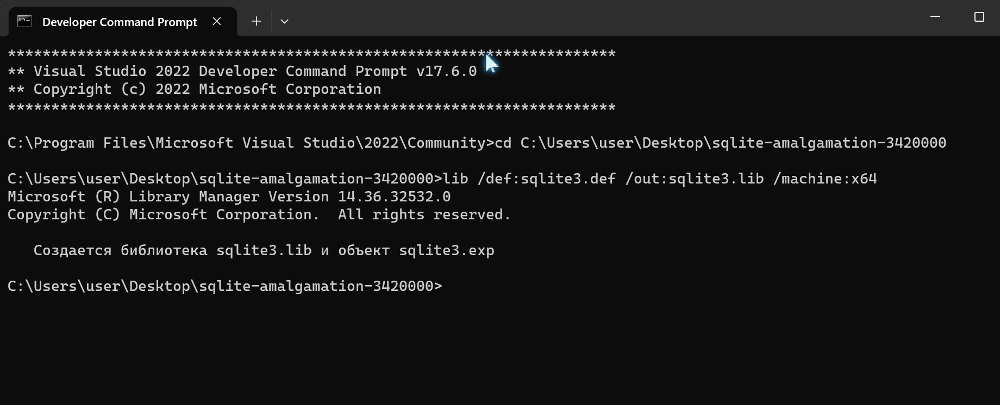 Developer Command Prompt
**********************************************************************
** Visual Studio 2022 Developer Command Prompt v17.6.0
** Copyright (c) 2022 Microsoft Corporation
**********************************************************************
C:\Program Files\Microsoft Visual Studio\2022\Community>cd C:\Users\user\Desktop\sqlite-amalgamation-3420000
C:\Users\user\Desktop\sqlite-amalgamation-3420000>lib /def:sqlite3.def /out:sqlite3.lib /machine:x64
Microsoft (R) Library Manager Version 14.36.32532.0
Copyright (C) Microsoft Corporation.  All rights reserved.
   Создается библиотека sqlite3.lib и объект sqlite3.exp
C:\Users\user\Desktop\sqlite-amalgamation-3420000>